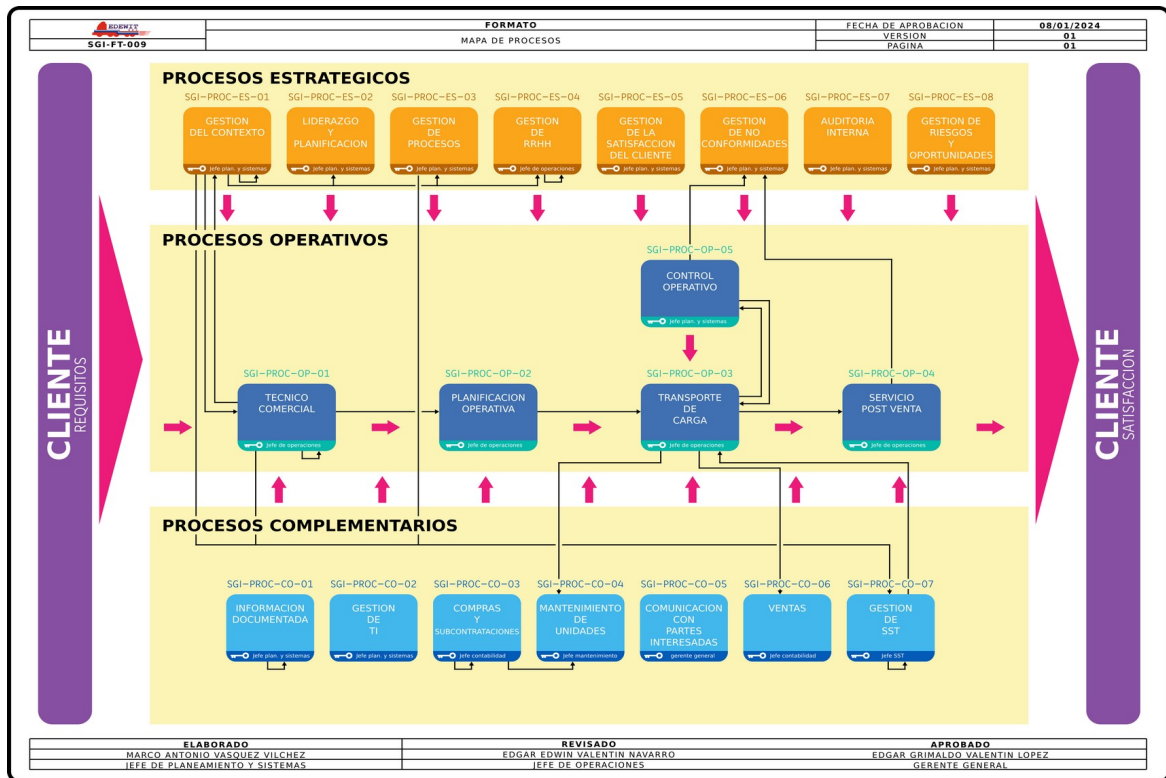 EDEWIT
SGI-FT-009
FORMATO
MAPA DE PROCESOS
FECHA DE APROBACION
08/01/2024
VERSION
01
PAGINA
01
CLIENTE
REQUISITOS
PROCESOS ESTRATEGICOS
SGI-PROC-ES-01
GESTION
DEL CONTEXTO
Jefe plan. y sistemas
SGI-PROC-ES-02
LIDERAZGO
Y
PLANIFICACION
Jefe plan. y sistemas
SGI-PROC-ES-03
GESTION
DE
PROCESOS
Jefe plan. y sistemas
SGI-PROC-ES-04
GESTION
DE
RRHH
Jefe de operaciones
SGI-PROC-ES-05
GESTION
DE LA
SATISFACCION
DEL CLIENTE
Jefe plan. y sistemas
SGI-PROC-ES-06
GESTION
DE NO
CONFORMIDADES
Jefe plan. y sistemas
SGI-PROC-ES-07
AUDITORIA
INTERNA
Jefe plan. y sistemas
SGI-PROC-ES-08
GESTION DE
RIESGOS
Y
OPORTUNIDADES
Jefe plan. y sistemas
PROCESOS OPERATIVOS
SGI-PROC-OP-05
CONTROL
OPERATIVO
Jefe plan. y sistemas
SGI-PROC-OP-01
TECNICO
COMERCIAL
Jefe de operaciones
SGI-PROC-OP-02
PLANIFICACION
OPERATIVA
Jefe de operaciones
SGI-PROC-OP-03
TRANSPORTE
DE
CARGA
Jefe de operaciones
SGI-PROC-OP-04
SERVICIO
POST VENTA
Jefe de operaciones
PROCESOS COMPLEMENTARIOS
SGI-PROC-CO-01
INFORMACION
DOCUMENTADA
Jefe plan. y sistemas
SGI-PROC-CO-02
GESTION
DE
TI
Jefe plan. y sistemas
SGI-PROC-CO-03
COMPRAS
Y
SUBCONTRATACIONES
Jefe contabilidad
SGI-PROC-CO-04
MANTENIMIENTO
DE
UNIDADES
Jefe mantenimiento
SGI-PROC-CO-05
COMUNICACION
CON
PARTES
INTERESADAS
gerente general
SGI-PROC-CO-06
VENTAS
Jefe contabilidad
SGI-PROC-CO-07
GESTION
DE
SST
Jefe SST
CLIENTE
SATISFACCION
ELABORADO
MARCO ANTONIO VASQUEZ VILCHEZ
JEFE DE PLANEAMIENTO Y SISTEMAS
REVISADO
EDGAR EDWIN VALENTIN NAVARRO
JEFE DE OPERACIONES
APROBADO
EDGAR GRIMALDO VALENTIN LOPEZ
GERENTE GENERAL